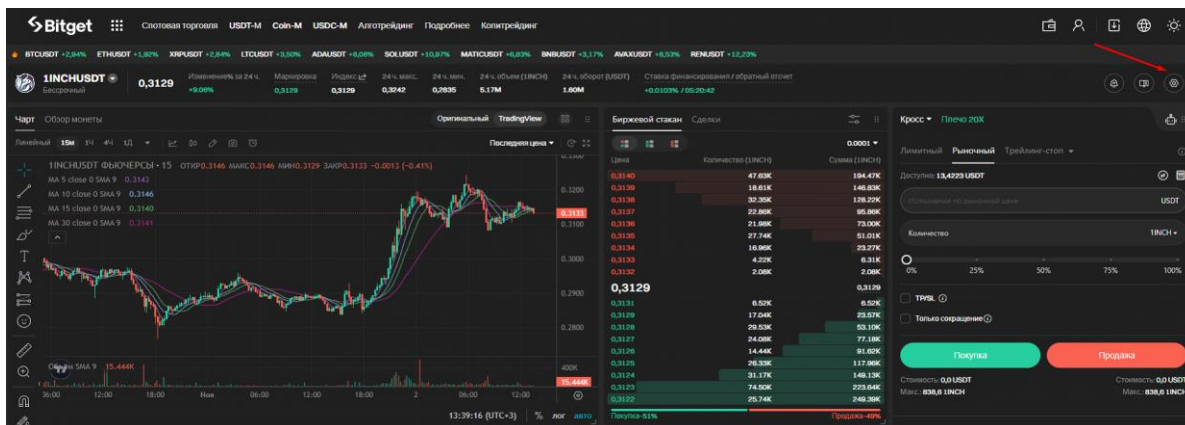 Bitget Спотовая торговля USDT-M Coin-M USDC-M Алготрейдинг Подробнее Копитрейдинг
BTCUSDT +2,94% ETHUSDT +1,92% XRPUSDT +2,84% LTCUSDT +3,50% ADAUSDT +6,08% SOLUSDT +10,97% MATICUSDT +6,83% BNBUSDT +3,17% AVAXUSDT +6,53% RENUSDT +12,23%
1INCHUSDT
Бессрочный
0,3129
Изменение% за 24 ч. Маркировка Индекс 24 ч. макс. 24 ч. мин. 24 ч. объем (1INCH) 24 ч. оборот (USDT) Ставка финансирования / обратный отсчет
+9.06% 0,3129 0,3129 0,3242 0,2835 5.17M 1.60M +0.0103% / 05:20:42
Чарт Обзор монеты Оригинальный TradingView
Линейный 15м 1Ч 4Ч 1Д Последняя цена
1INCHUSDT ФЬЮЧЕРСЫ • 15 ОТКР0.3146 МАКС0.3146 МИН0.3129 ЗАКР0.3133 -0.0013 (-0.41%)
MA 5 close 0 SMA 9 0.3143
MA 10 close 0 SMA 9 0.3146
MA 15 close 0 SMA 9 0.3140
MA 30 close 0 SMA 9 0.3141
0.3200
0.3133
0.3100
0.3000
0.2900
0.2800
SMA 9 15.444K
400K
15.444K
06:00 12:00 18:00 Ноя 06:00 12:00 18:00 2 06:00 12:00
13:39:16 (UTC+3) % лог авто
Биржевой стакан Сделки
0.0001
Цена Количество (1INCH) Сумма (1INCH)
0,3140 47.63K 194.47K
0,3139 18.61K 146.83K
0,3138 32.35K 128.22K
0,3137 22.86K 95.86K
0,3136 21.98K 73.00K
0,3135 27.74K 51.01K
0,3134 16.96K 23.27K
0,3133 4.22K 6.31K
0,3132 2.08K 2.08K
0,3129 0,3129
0,3131 6.52K 6.52K
0,3129 17.04K 23.57K
0,3128 29.53K 53.10K
0,3127 24.08K 77.18K
0,3126 14.44K 91.62K
0,3125 26.33K 117.96K
0,3124 31.17K 149.13K
0,3123 74.50K 223.64K
0,3122 25.74K 249.39K
Покупка-51% Продажа-49%
Кросс Плечо 20X
Лимитный Рыночный Трейлинг-стоп
Доступно: 13,4223 USDT
Исполнение по рыночной цене USDT
Количество 1INCH
0% 25% 50% 75% 100%
TP/SL
Только сокращение
Покупка Продажа
Стоимость: 0,0 USDT Стоимость: 0,0 USDT
Макс.: 838,6 1INCH Макс.: 838,6 1INCH